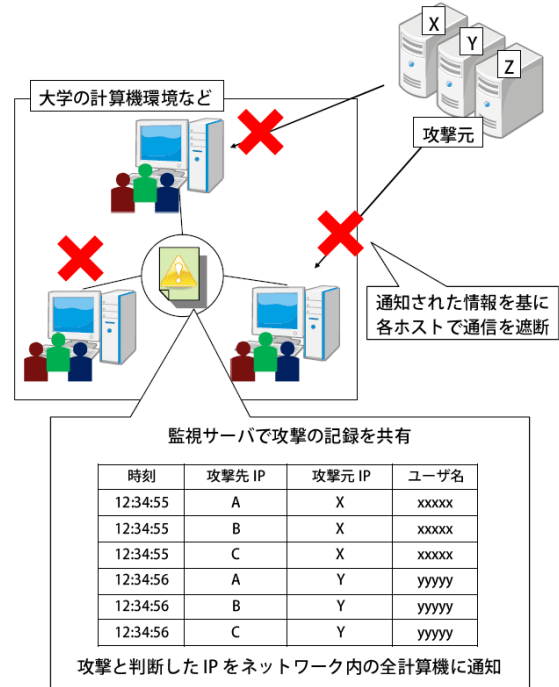 X
Y
Z
大学の計算機環境など
攻撃元
通知された情報を基に
各ホストで通信を遮断
監視サーバで攻撃の記録を共有
時刻 攻撃先 IP 攻撃元 IP ユーザ名
12:34:55 A X xxxxx
12:34:55 B X xxxxx
12:34:55 C X xxxxx
12:34:56 A Y yyyyy
12:34:56 B Y yyyyy
12:34:56 C Y yyyyy
攻撃と判断した IP をネットワーク内の全計算機に通知